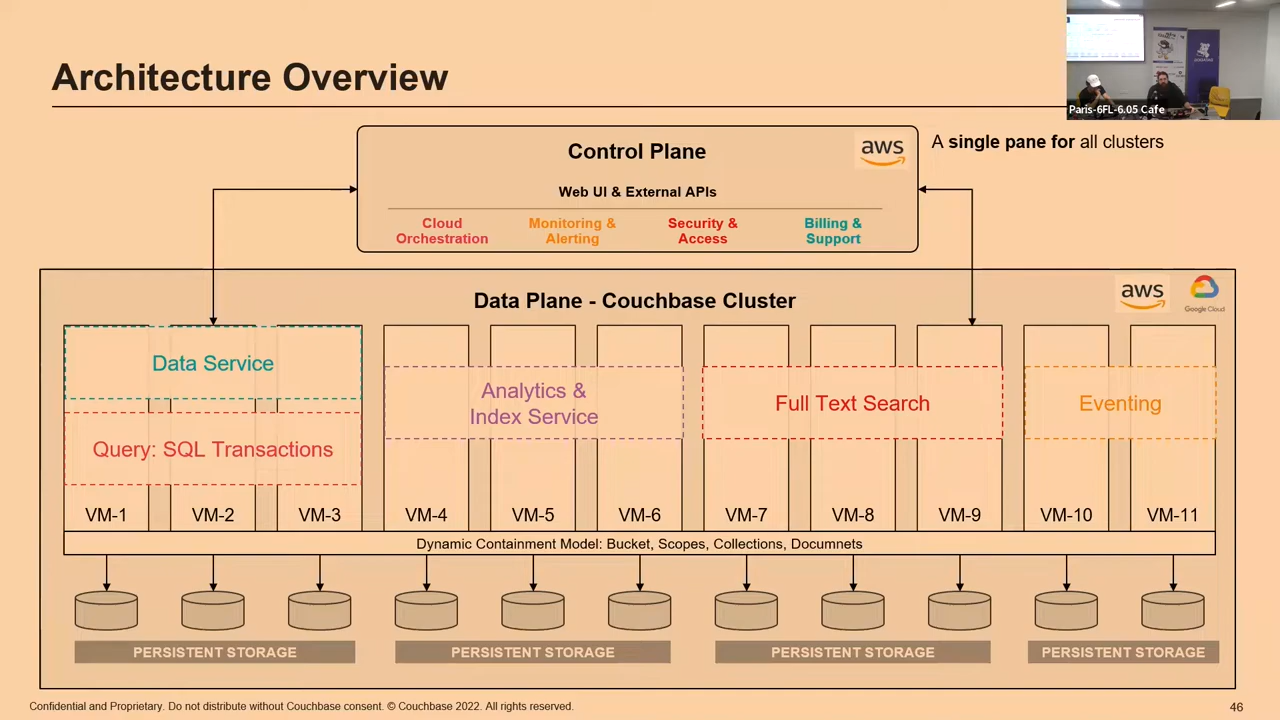 Architecture Overview
Paris-6FL-6.05 Cafe
Control Plane
aws
A single pane for all clusters
Web UI & External APIs
Cloud
Orchestration
Monitoring &
Alerting
Security &
Access
Billing &
Support
Data Plane - Couchbase Cluster
aws
Google Cloud
Data Service
Query: SQL Transactions
Analytics &
Index Service
Full Text Search
Eventing
VM-1 VM-2 VM-3 VM-4 VM-5 VM-6 VM-7 VM-8 VM-9 VM-10 VM-11
Dynamic Containment Model: Bucket, Scopes, Collections, Documnets
PERSISTENT STORAGE PERSISTENT STORAGE PERSISTENT STORAGE PERSISTENT STORAGE
Confidential and Proprietary. Do not distribute without Couchbase consent. © Couchbase 2022. All rights reserved.
46